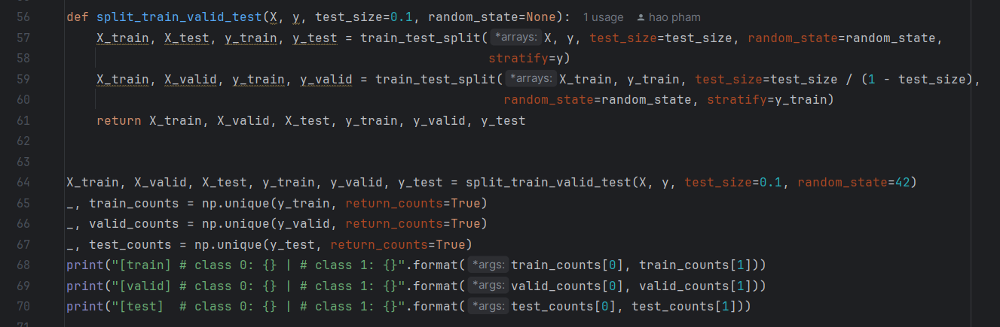 56 def split_train_valid_test(X, y, test_size=0.1, random_state=None): 1 usage hao pham
57 X_train, X_test, y_train, y_test = train_test_split(*arrays: X, y, test_size=test_size, random_state=random_state,
58 stratify=y)
59 X_train, X_valid, y_train, y_valid = train_test_split(*arrays: X_train, y_train, test_size=test_size / (1 - test_size),
60 random_state=random_state, stratify=y_train)
61 return X_train, X_valid, X_test, y_train, y_valid, y_test
62
63
64 X_train, X_valid, X_test, y_train, y_valid, y_test = split_train_valid_test(X, y, test_size=0.1, random_state=42)
65 _, train_counts = np.unique(y_train, return_counts=True)
66 _, valid_counts = np.unique(y_valid, return_counts=True)
67 _, test_counts = np.unique(y_test, return_counts=True)
68 print("[train] # class 0: {} | # class 1: {}".format(*args: train_counts[0], train_counts[1]))
69 print("[valid] # class 0: {} | # class 1: {}".format(*args: valid_counts[0], valid_counts[1]))
70 print("[test]  # class 0: {} | # class 1: {}".format(*args: test_counts[0], test_counts[1]))